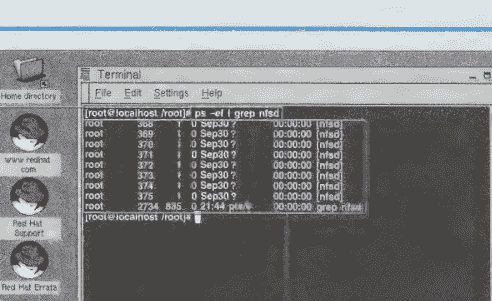 Terminal
File Edit Settings Help
Home directory
[root@localhost /root]# ps -ef | grep nfsd
root 368 1 0 Sep30 ? 00:00:00 [nfsd]
root 369 1 0 Sep30 ? 00:00:00 [nfsd]
root 370 1 0 Sep30 ? 00:00:00 [nfsd]
root 371 1 0 Sep30 ? 00:00:00 [nfsd]
root 372 1 0 Sep30 ? 00:00:00 [nfsd]
root 373 1 0 Sep30 ? 00:00:00 [nfsd]
root 374 1 0 Sep30 ? 00:00:00 [nfsd]
root 375 1 0 Sep30 ? 00:00:00 [nfsd]
root 2734 835 0 21:44 00:00:00 grep nfsd
[root@localhost /root]#
www.redhat.com
Red Hat
Support
Red Hat Errata